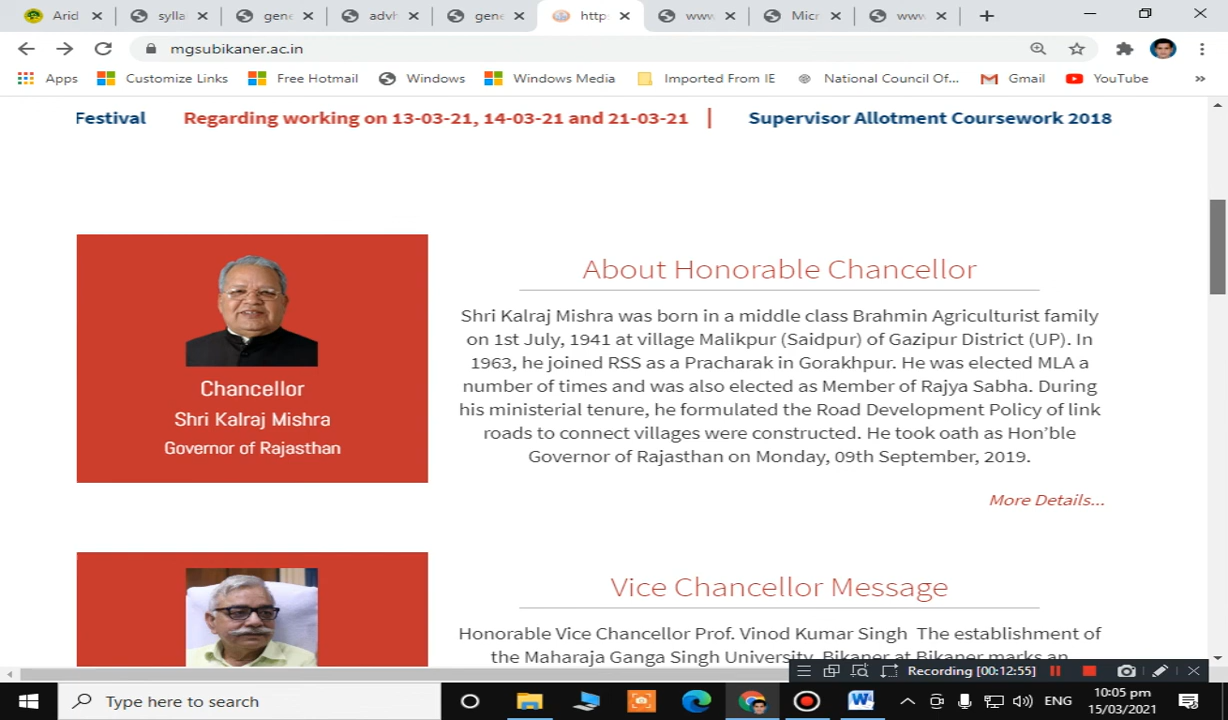 Arid
sylla
gene
advh
gene
http
www
Micr
www
mgsubikaner.ac.in
Apps
Customize Links
Free Hotmail
Windows
Windows Media
Imported From IE
National Council Of...
Gmail
YouTube
»
Festival
Regarding working on 13-03-21, 14-03-21 and 21-03-21
Supervisor Allotment Coursework 2018
Chancellor
Shri Kalraj Mishra
Governor of Rajasthan
About Honorable Chancellor
Shri Kalraj Mishra was born in a middle class Brahmin Agriculturist family
on 1st July, 1941 at village Malikpur (Saidpur) of Gazipur District (UP). In
1963, he joined RSS as a Pracharak in Gorakhpur. He was elected MLA a
number of times and was also elected as Member of Rajya Sabha. During
his ministerial tenure, he formulated the Road Development Policy of link
roads to connect villages were constructed. He took oath as Hon’ble
Governor of Rajasthan on Monday, 09th September, 2019.
More Details...
Vice Chancellor Message
Honorable Vice Chancellor Prof. Vinod Kumar Singh The establishment of
the Maharaja Ganga Singh University, Bikaner at Bikaner marks an
Recording [00:12:55]
Type here to search
ENG
10:05 pm
15/03/2021